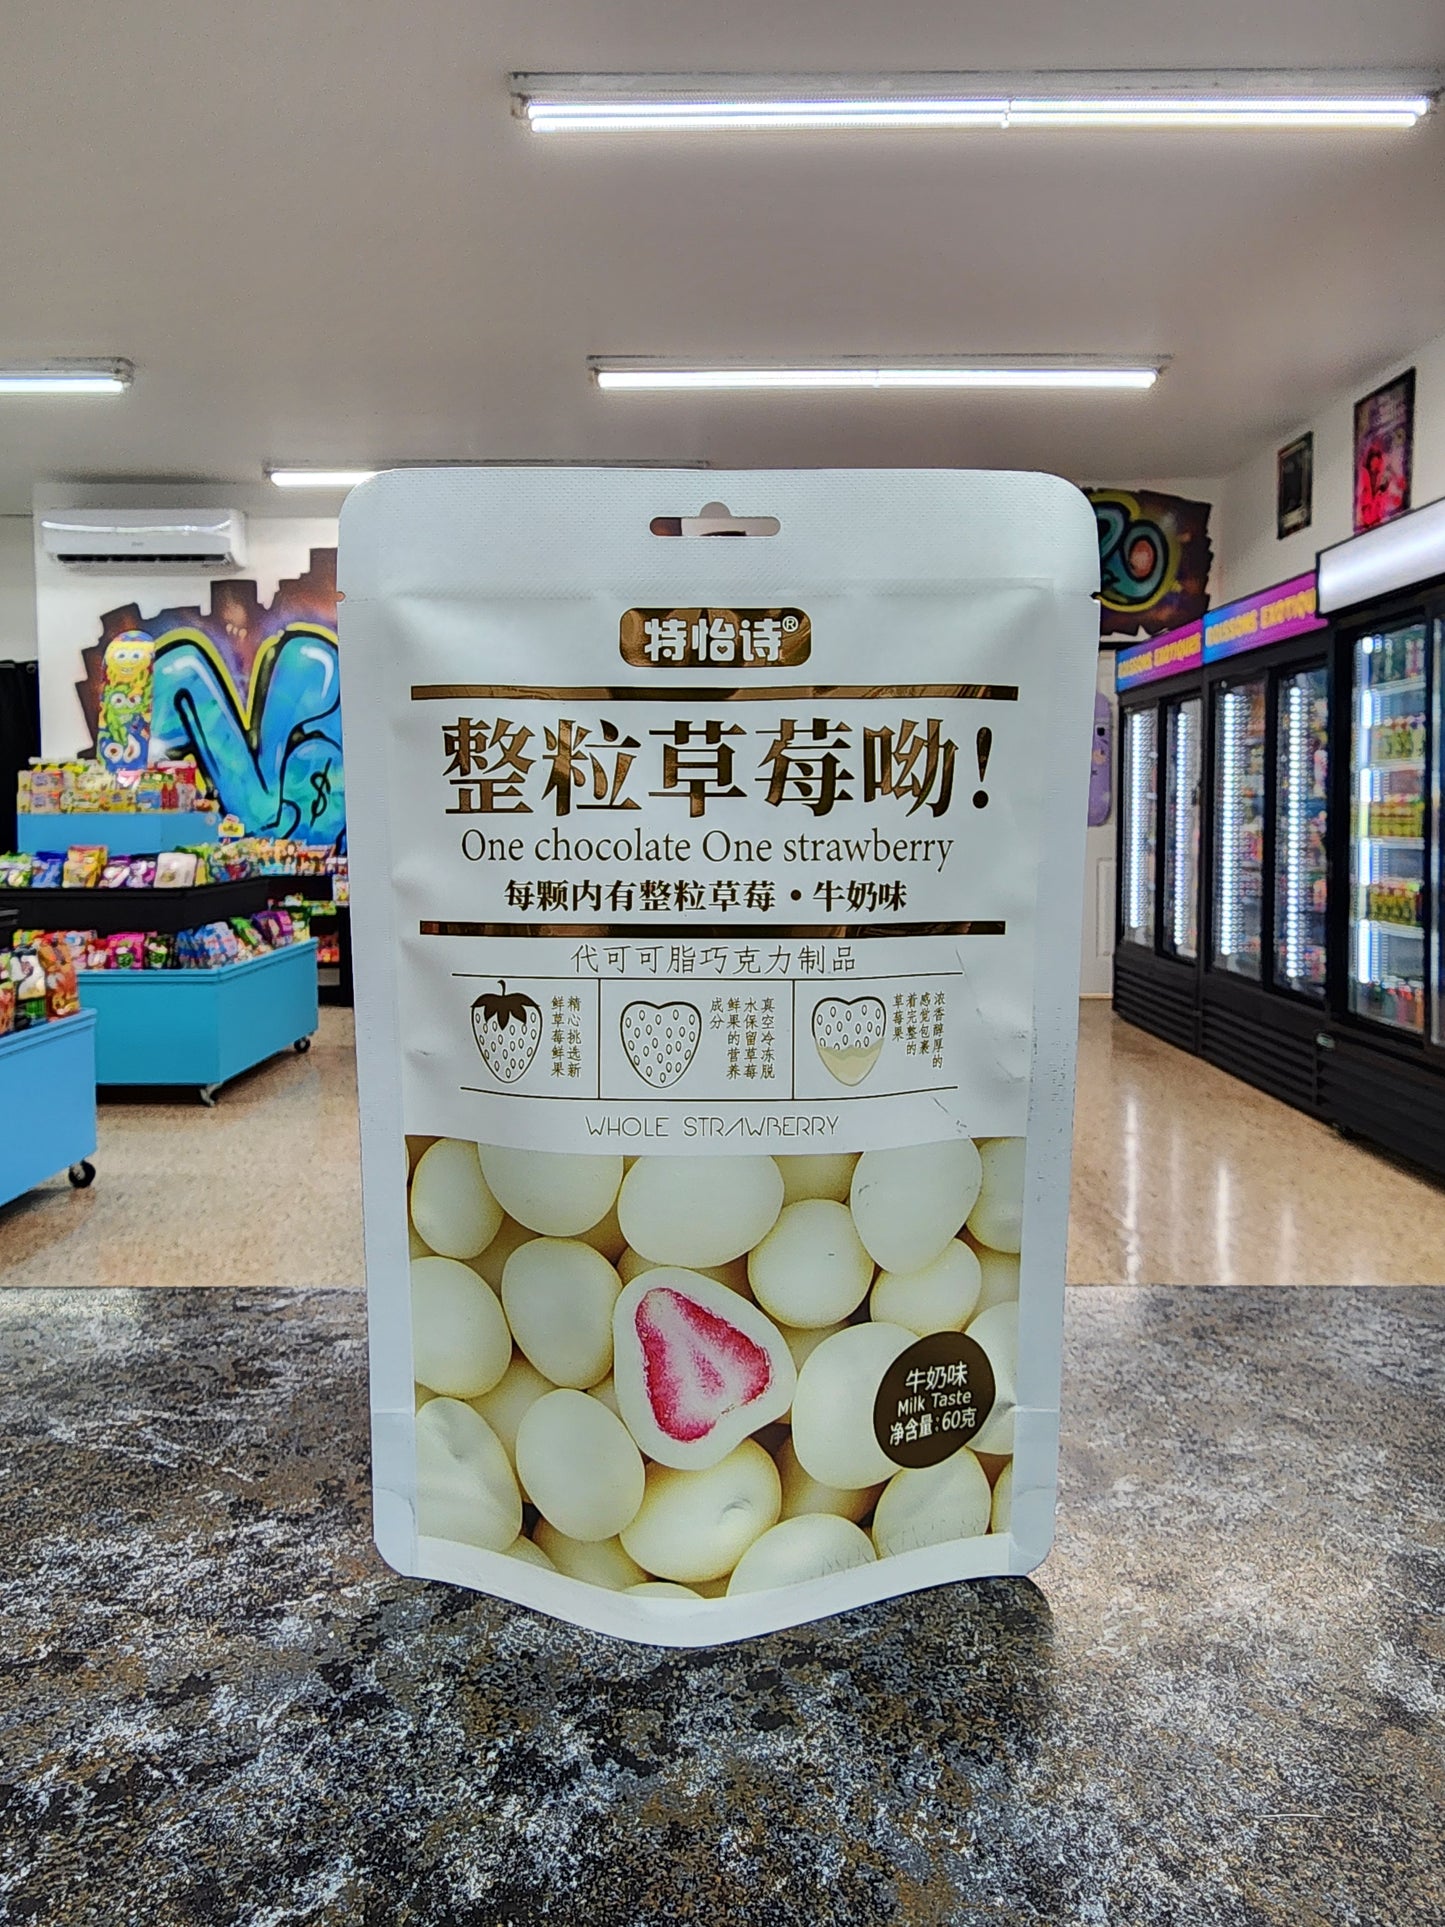 特怡诗®
整粒草莓呦!
One chocolate One strawberry
每颗内有整粒草莓·牛奶味
代可可脂巧克力制品
精心挑选新
鲜草莓鲜果
真空冷冻脱
水保留草莓
鲜果的营养
成分
浓香醇厚的
感觉包裹
着完整的
草莓果
WHOLE STRAWBERRY
牛奶味
Milk Taste
净含量:60克
BOISSONS EXOTIQUES
BOISSONS EXOTIQU